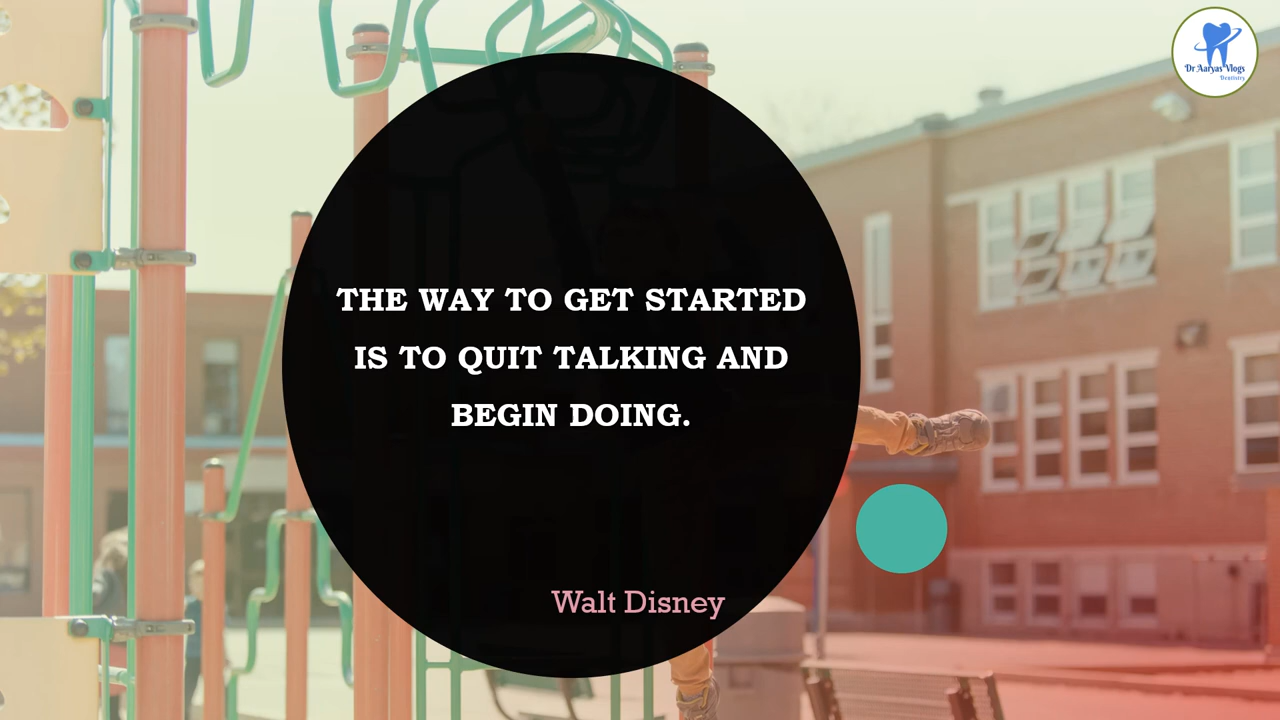 Dr Aaryas Vlogs
Dentistry
THE WAY TO GET STARTED
IS TO QUIT TALKING AND
BEGIN DOING.
Walt Disney